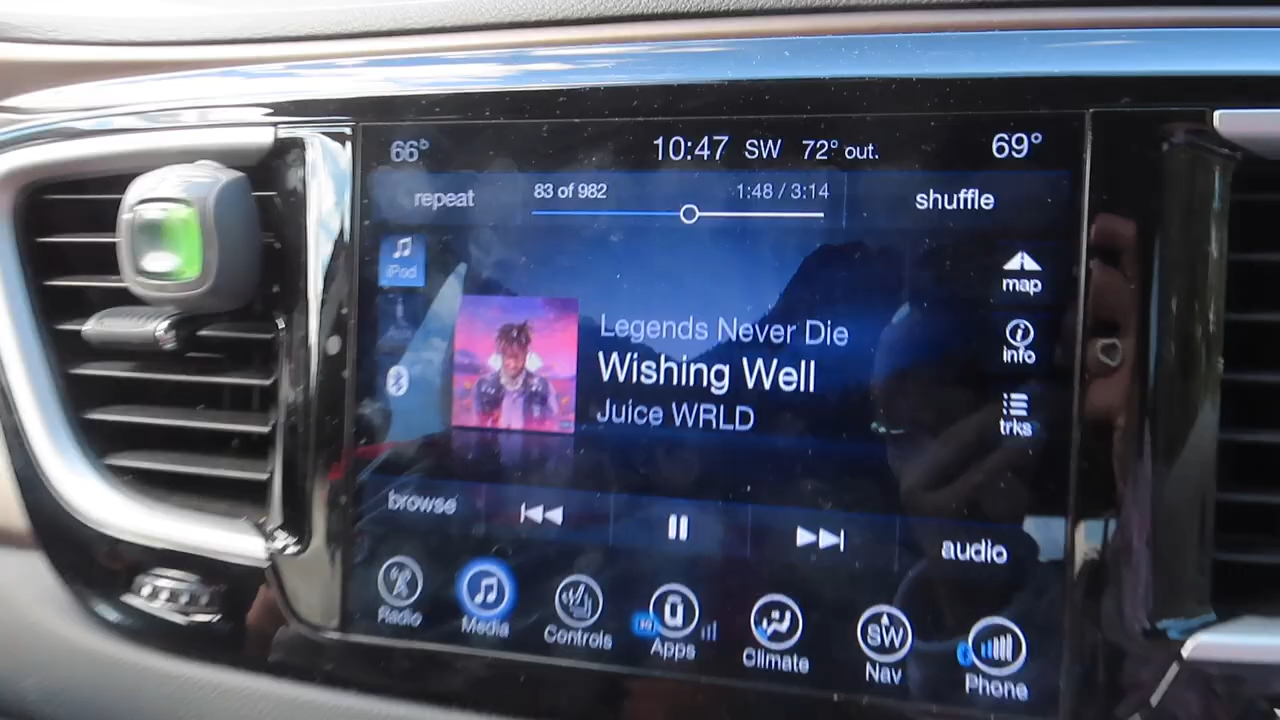 66°
10:47 SW 72° out.
69°
repeat
83 of 982
1:48 / 3:14
shuffle
iPod
map
Legends Never Die
Wishing Well
Juice WRLD
info
trks
browse
audio
Radio
Media
Controls
Apps
Climate
SW
Nav
Phone